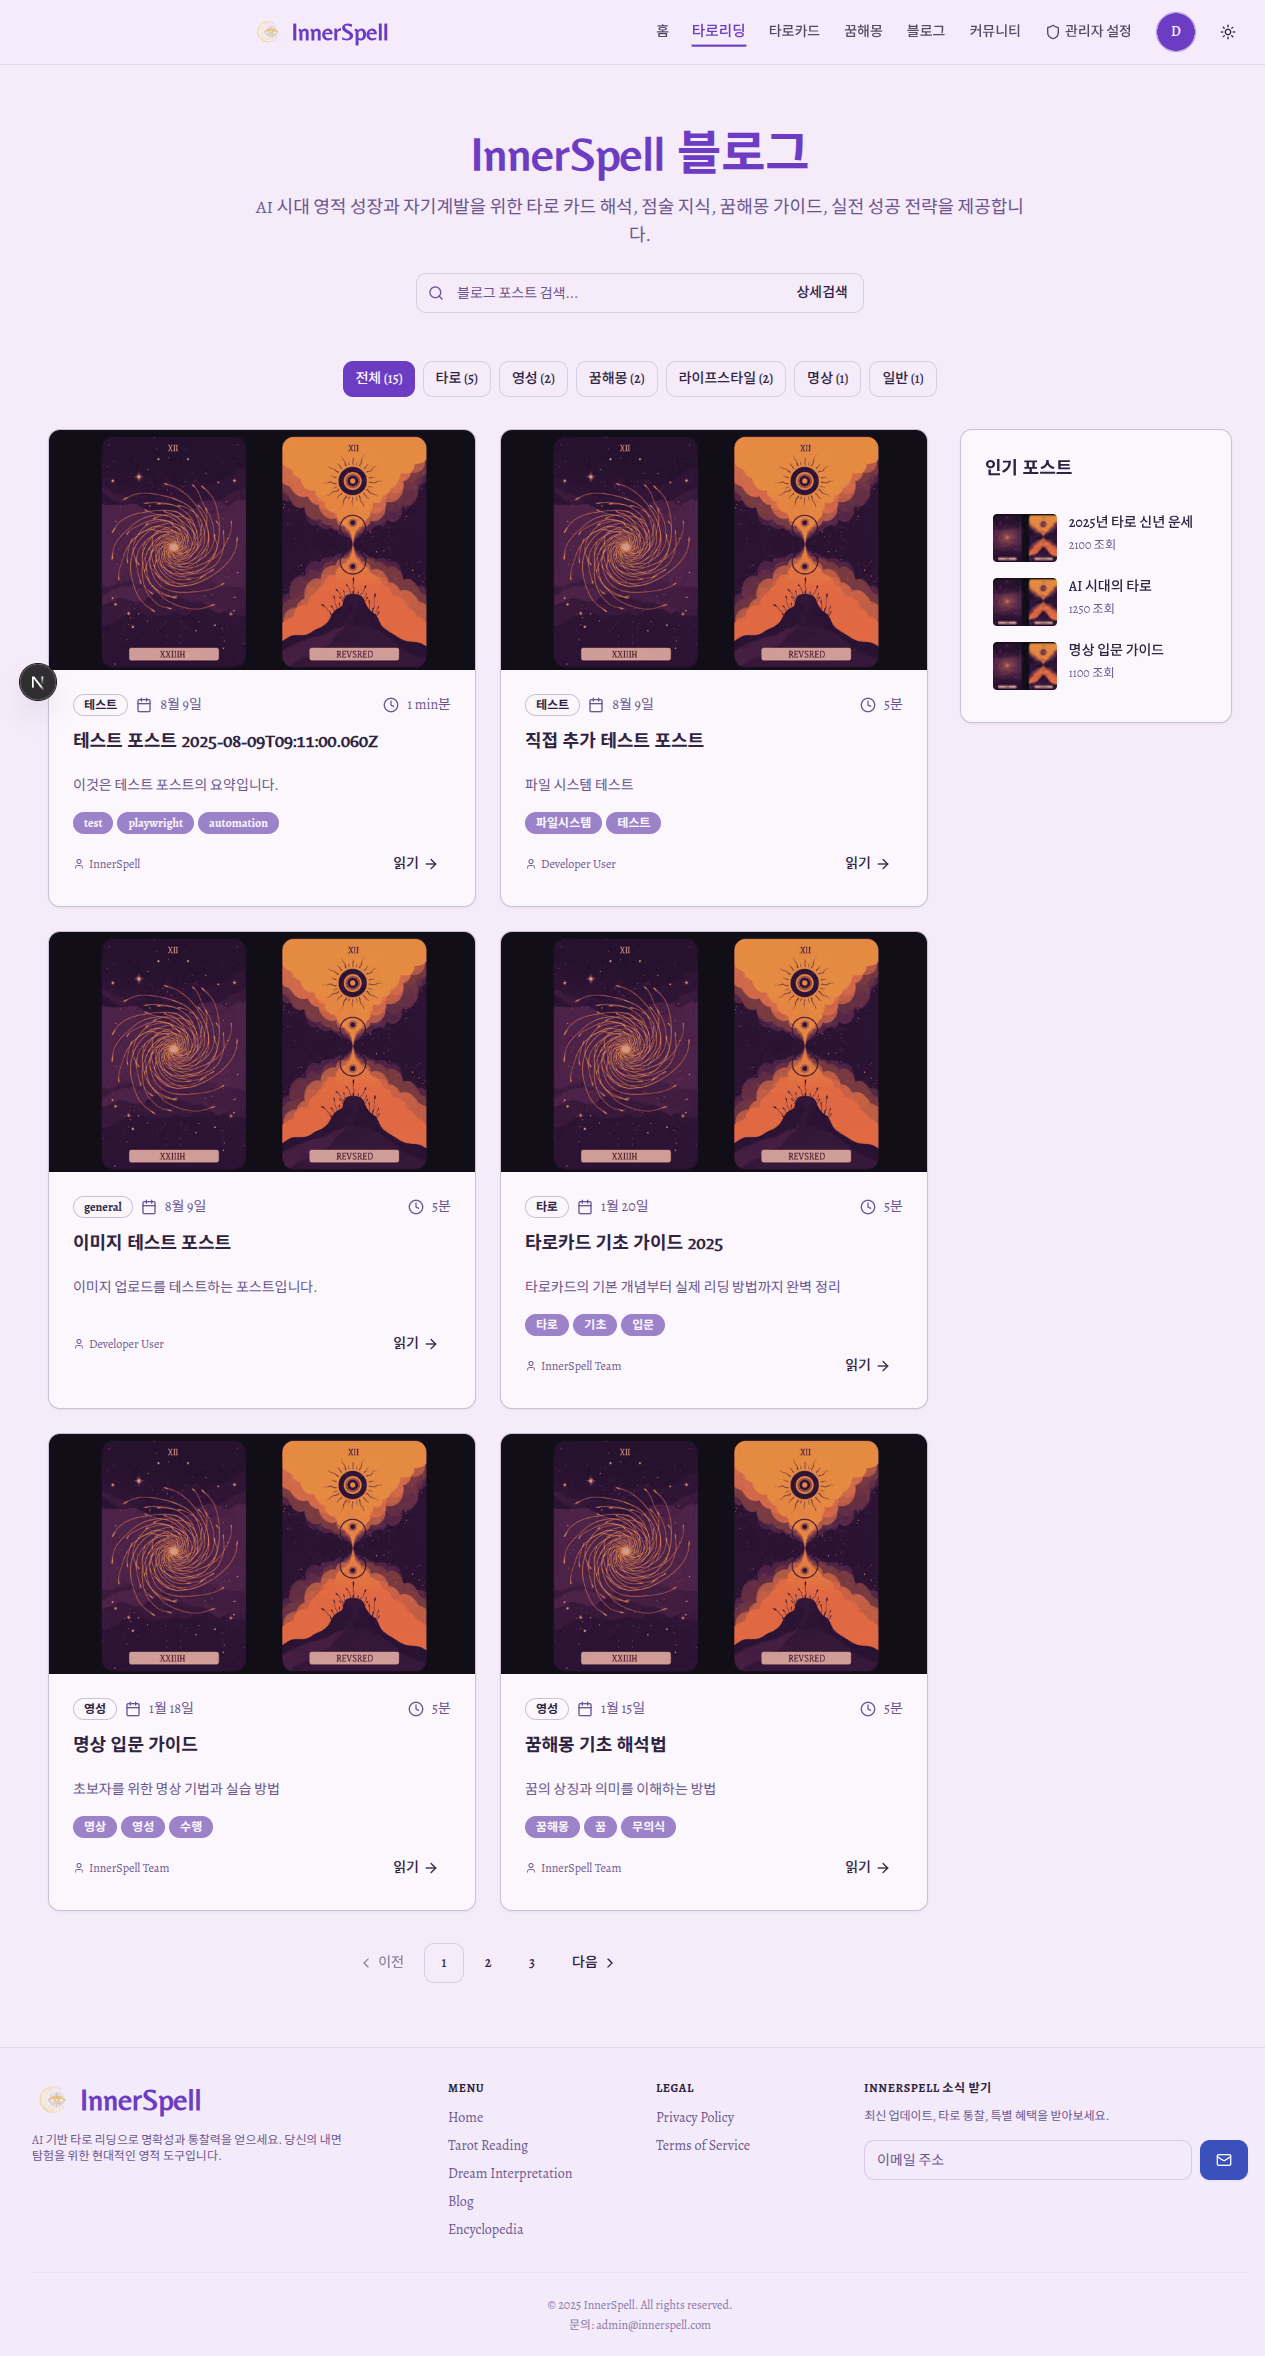 InnerSpell
홈 타로리딩 타로카드 꿈해몽 블로그 커뮤니티 관리자 설정 D
InnerSpell 블로그
AI 시대 영적 성장과 자기계발을 위한 타로 카드 해석, 점술 지식, 꿈해몽 가이드, 실전 성공 전략을 제공합니
다.
블로그 포스트 검색... 상세검색
전체 (15) 타로 (5) 영성 (2) 꿈해몽 (2) 라이프스타일 (2) 명상 (1) 일반 (1)
XII XII
XXIIIH REVSRED
테스트 8월 9일 1 min분
테스트 포스트 2025-08-09T09:11:00.060Z
이것은 테스트 포스트의 요약입니다.
test playwright automation
InnerSpell 읽기
XII XII
XXIIIH REVSRED
테스트 8월 9일 5분
직접 추가 테스트 포스트
파일 시스템 테스트
파일시스템 테스트
Developer User 읽기
인기 포스트
2025년 타로 신년 운세
2100 조회
AI 시대의 타로
1250 조회
명상 입문 가이드
1100 조회
N
XII XII
XXIIIH REVSRED
general 8월 9일 5분
이미지 테스트 포스트
이미지 업로드를 테스트하는 포스트입니다.
Developer User 읽기
XII XII
XXIIIH REVSRED
타로 1월 20일 5분
타로카드 기초 가이드 2025
타로카드의 기본 개념부터 실제 리딩 방법까지 완벽 정리
타로 기초 입문
InnerSpell Team 읽기
XII XII
XXIIIH REVSRED
영성 1월 18일 5분
명상 입문 가이드
초보자를 위한 명상 기법과 실습 방법
명상 영성 수행
InnerSpell Team 읽기
XII XII
XXIIIH REVSRED
영성 1월 15일 5분
꿈해몽 기초 해석법
꿈의 상징과 의미를 이해하는 방법
꿈해몽 꿈 무의식
InnerSpell Team 읽기
이전 1 2 3 다음
InnerSpell
AI 기반 타로 리딩으로 명확성과 통찰력을 얻으세요. 당신의 내면
탐험을 위한 현대적인 영적 도구입니다.
MENU
Home
Tarot Reading
Dream Interpretation
Blog
Encyclopedia
LEGAL
Privacy Policy
Terms of Service
INNERSPELL 소식 받기
최신 업데이트, 타로 통찰, 특별 혜택을 받아보세요.
이메일 주소
© 2025 InnerSpell. All rights reserved.
문의: admin@innerspell.com